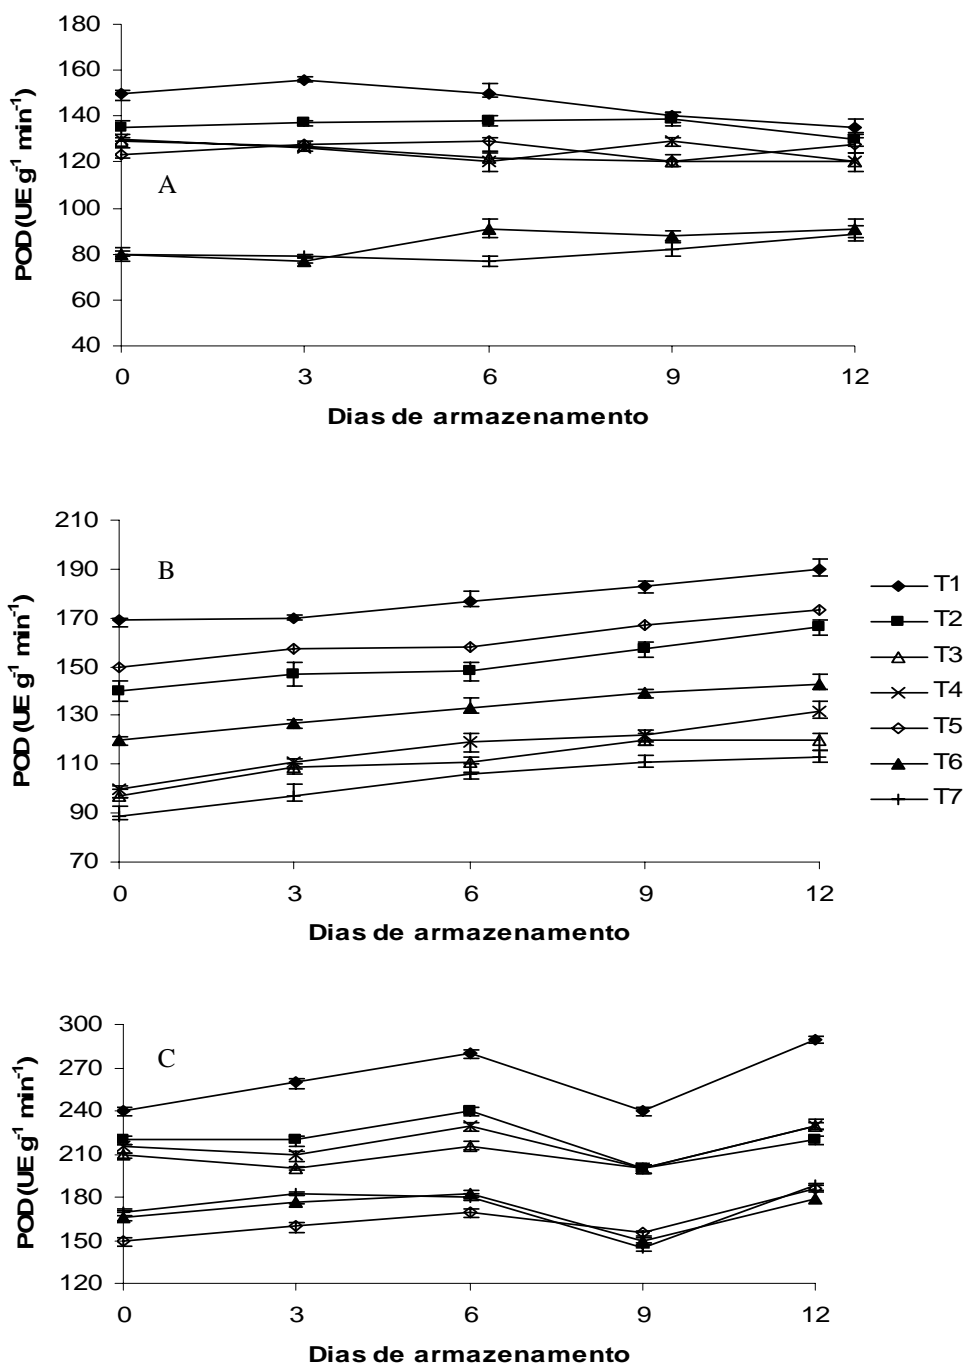 180
160
140
120
100
80
60
40
POD (UE g-1 min-1)
A
0 3 6 9 12
Dias de armazenamento
210
190
170
150
130
110
90
70
POD (UE g-1 min-1)
B
0 3 6 9 12
Dias de armazenamento
T1
T2
T3
T4
T5
T6
T7
300
270
240
210
180
150
120
POD (UE g-1 min-1)
C
0 3 6 9 12
Dias de armazenamento